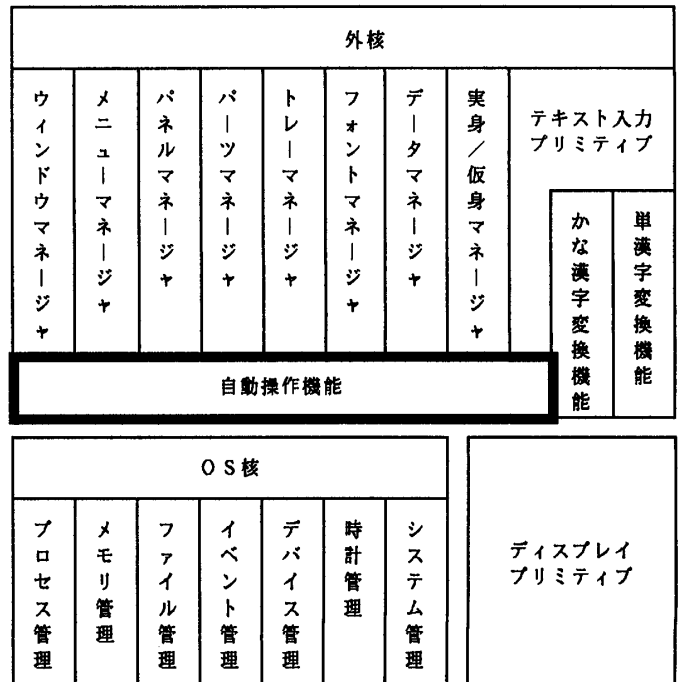 外核
ウィンドウマネージャ
メニューマネージャ
パネルマネージャ
パーツマネージャ
トレーマネージャ
フォントマネージャ
データマネージャ
実身／仮身マネージャ
テキスト入力
プリミティブ
かな漢字変換機能
単漢字変換機能
自動操作機能
ＯＳ核
プロセス管理
メモリ管理
ファイル管理
イベント管理
デバイス管理
時計管理
システム管理
ディスプレイ
プリミティブ